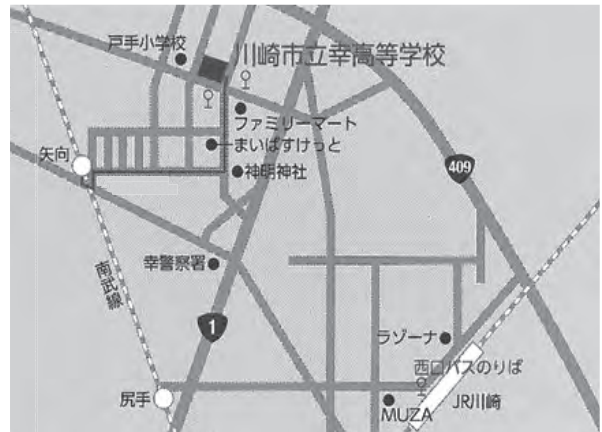 戸手小学校
川崎市立幸高等学校
ファミリーマート
まいばすけっと
矢向
神明神社
409
幸警察署
南武線
1
ラゾーナ
西口バスのりば
尻手
MUZA
JR川崎